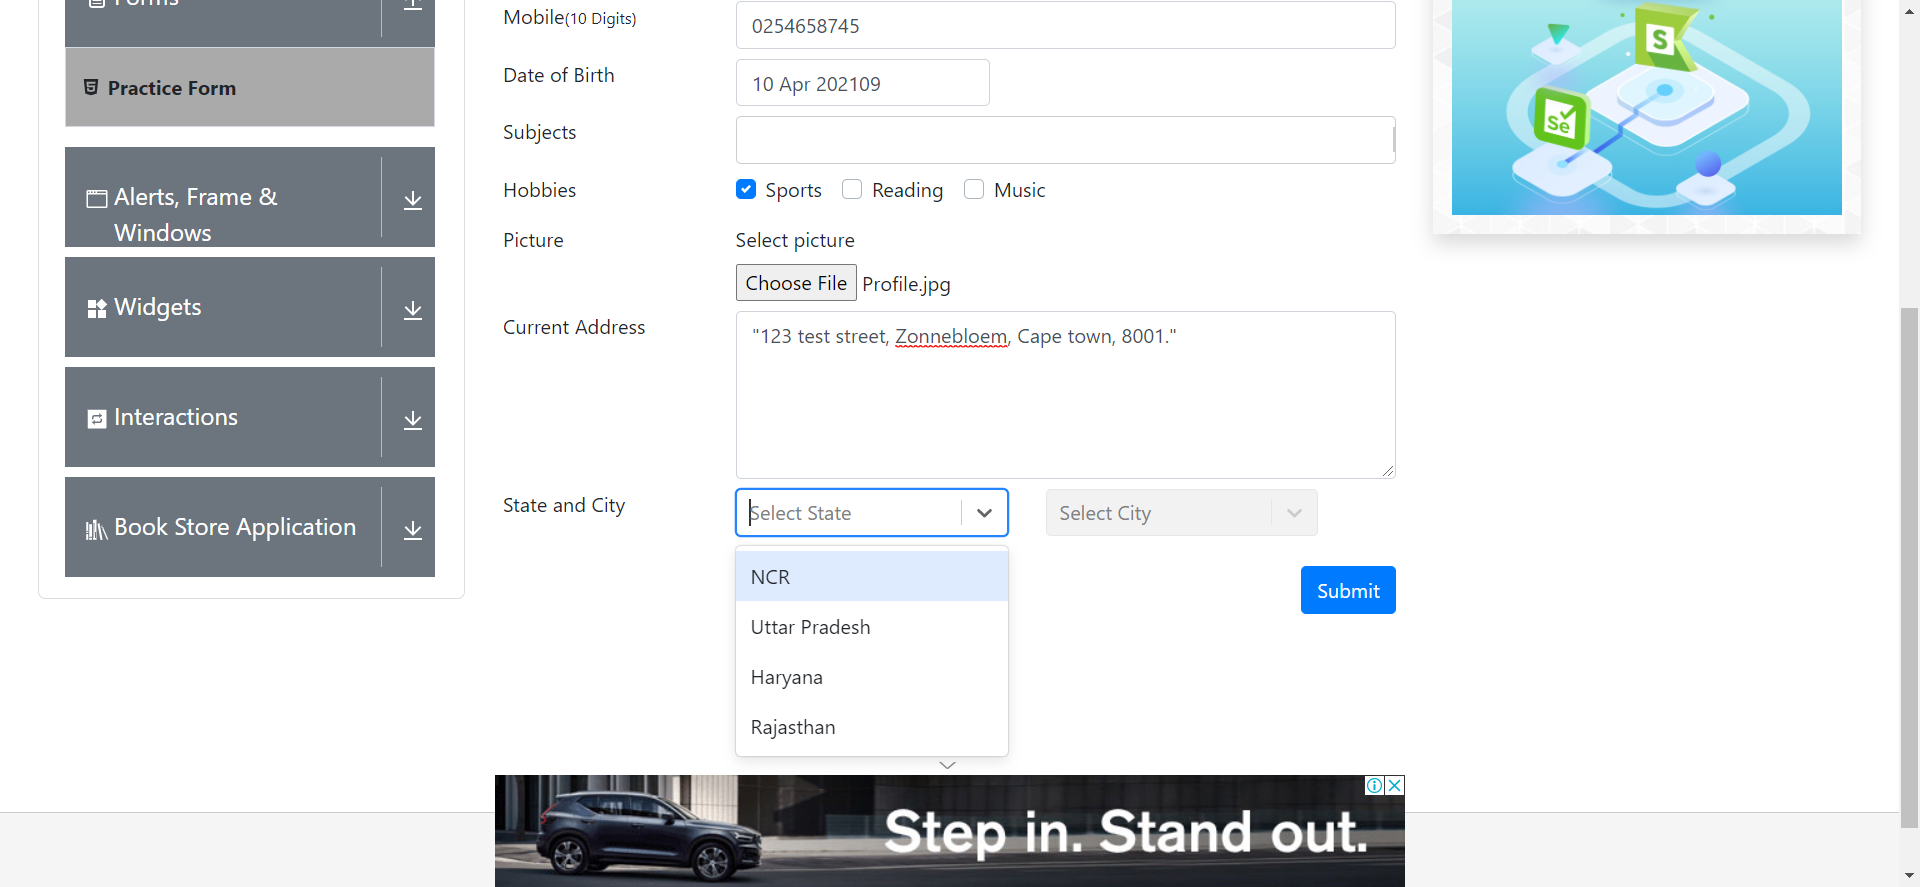 Forms
Practice Form
Alerts, Frame &
Windows
Widgets
Interactions
Book Store Application
Mobile(10 Digits)
0254658745
Date of Birth
10 Apr 202109
Subjects
Hobbies
Sports
Reading
Music
Picture
Select picture
Choose File Profile.jpg
Current Address
"123 test street, Zonnebloem, Cape town, 8001."
State and City
Select State
Select City
NCR
Uttar Pradesh
Haryana
Rajasthan
Submit
S
Se
Step in. Stand out.